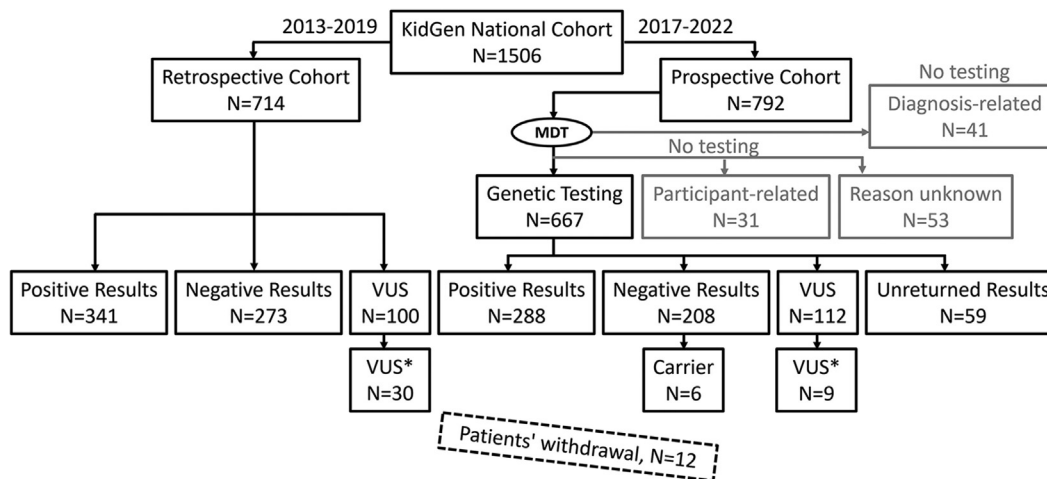 2013-2019
KidGen National Cohort
N=1506
2017-2022
Retrospective Cohort
N=714
Prospective Cohort
N=792
No testing
Diagnosis-related
N=41
MDT
No testing
Genetic Testing
N=667
Participant-related
N=31
Reason unknown
N=53
Positive Results
N=341
Negative Results
N=273
VUS
N=100
Positive Results
N=288
Negative Results
N=208
VUS
N=112
Unreturned Results
N=59
VUS*
N=30
Carrier
N=6
VUS*
N=9
Patients' withdrawal, N=12